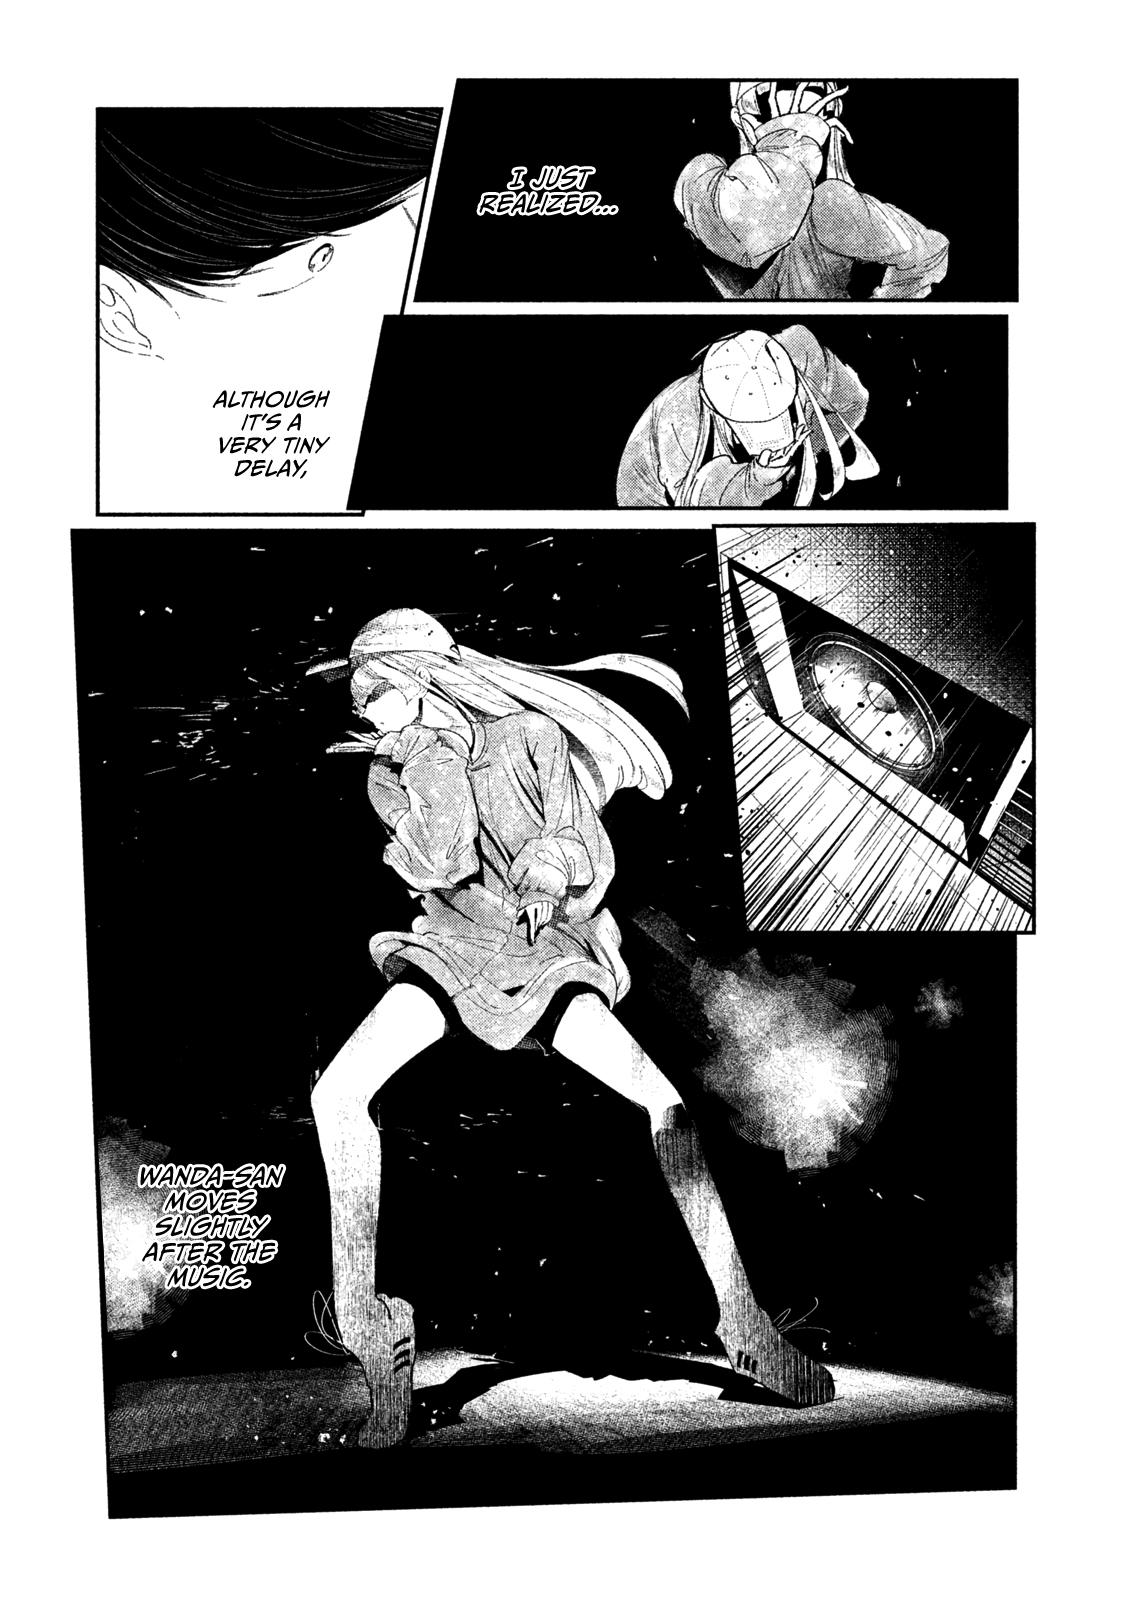 I JUST
REALIZED...
ALTHOUGH
IT'S A
VERY TINY
DELAY,
WANDA-SAN
MOVES
SLIGHTLY
AFTER THE
MUSIC.